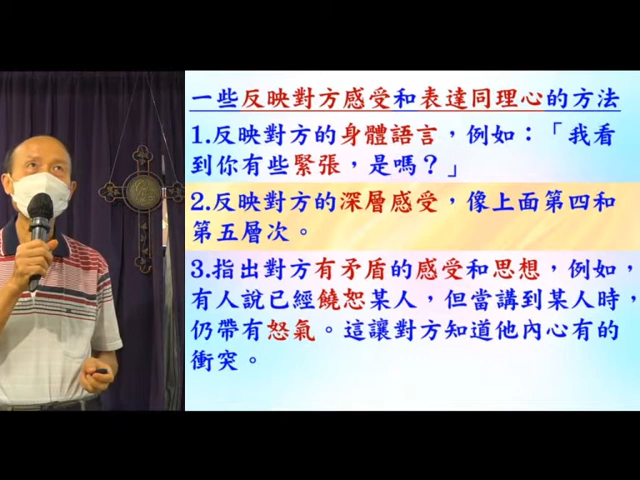 一些反映對方感受和表達同理心的方法
1.反映對方的身體語言，例如：「我看
到你有些緊張，是嗎？」
2.反映對方的深層感受，像上面第四和
第五層次。
3.指出對方有矛盾的感受和思想，例如，
有人說已經饒恕某人，但當講到某人時，
仍帶有怒氣。這讓對方知道他內心有的
衝突。